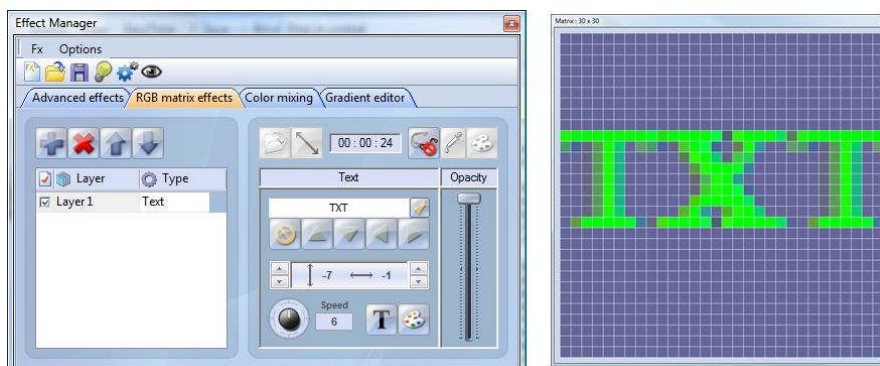 Effect Manager
Fx Options
Advanced effects RGB matrix effects Color mixing Gradient editor
00 : 00 : 24
Layer Type
Layer 1 Text
Text Opacity
TXT
-7 -1
Speed
6
T
Matrix : 30 x 30
TXT